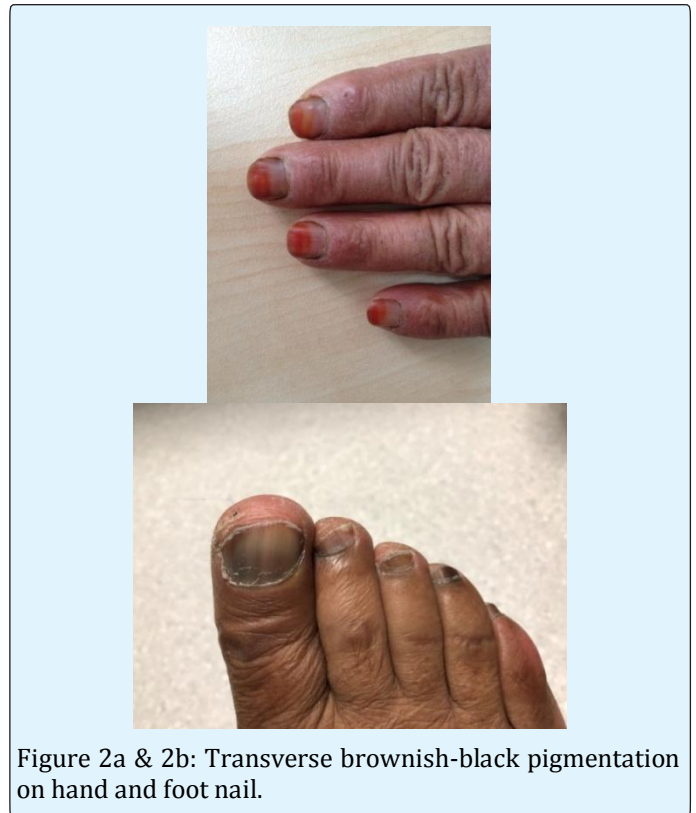 Figure 2a & 2b: Transverse brownish-black pigmentation
on hand and foot nail.